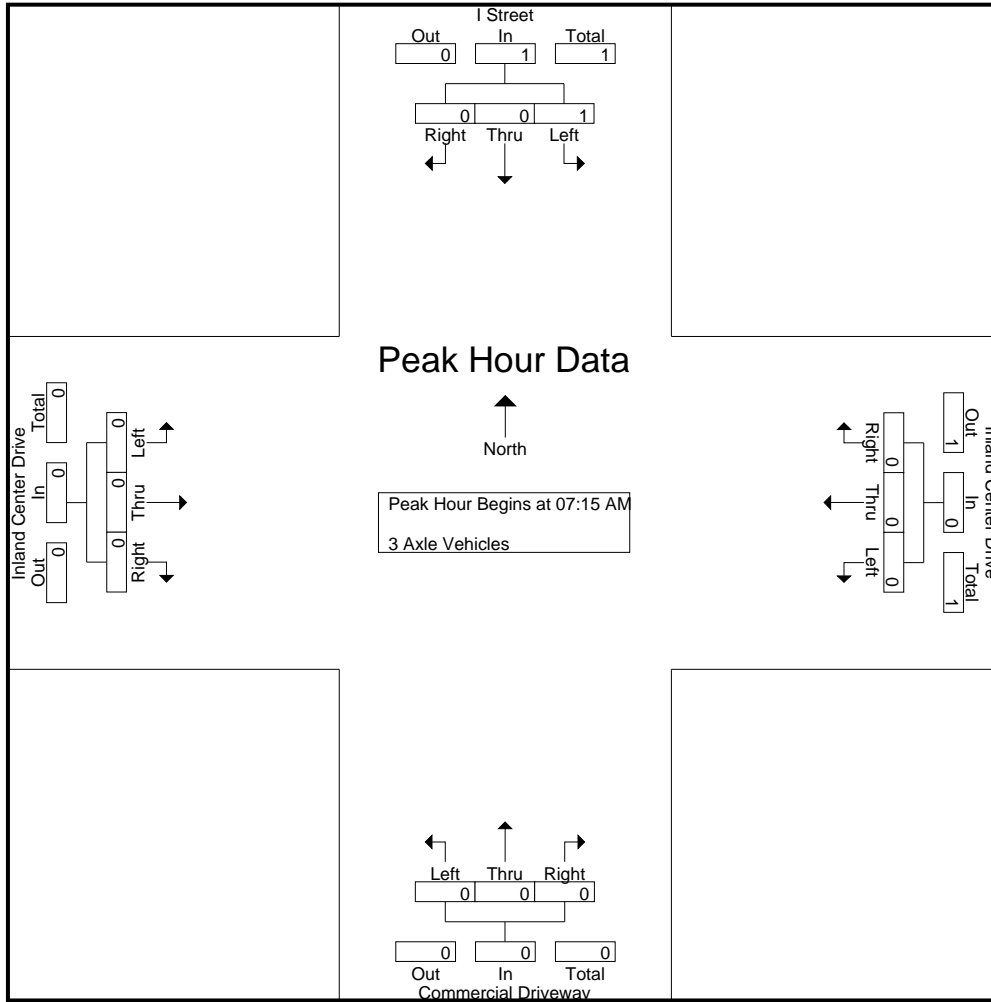 I Street
Out In Total
0 1 1
0 0 1
Right Thru Left
Peak Hour Data
North
Peak Hour Begins at 07:15 AM
3 Axle Vehicles
Inland Center Drive
Total In Out
0 0 0
0 0 0
Left Thru Right
Right Thru Left
0 0 0
Out In Total
1 0 1
Inland Center Drive
Left Thru Right
0 0 0
0 0 0
Out In Total
Commercial Driveway